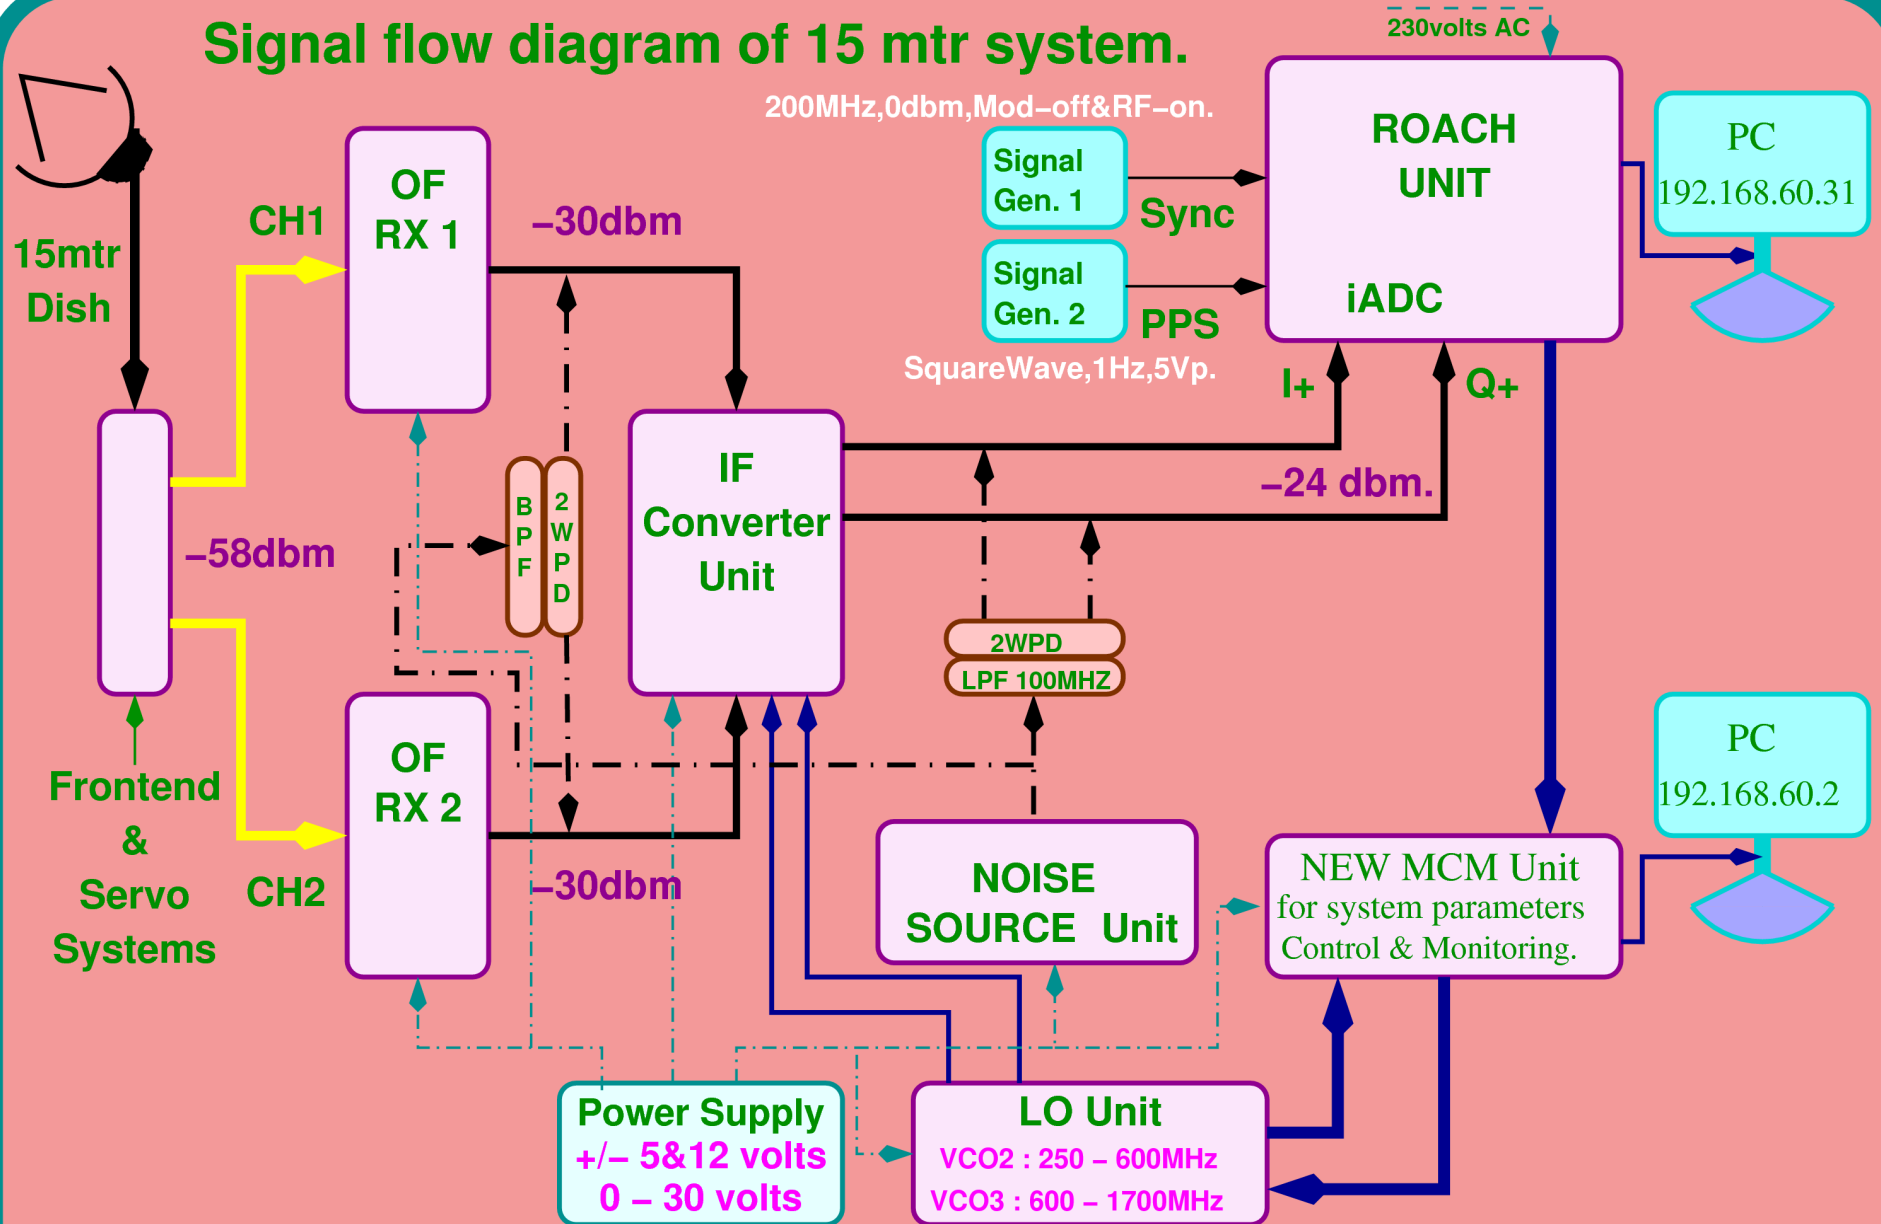 Signal flow diagram of 15 mtr system.
230volts AC
200MHz,0dbm,Mod–off&RF–on.
ROACH
UNIT
iADC
PC
192.168.60.31
Signal
Gen. 1
Sync
Signal
Gen. 2
PPS
SquareWave,1Hz,5Vp.
I+
Q+
–24 dbm.
OF
RX 1
CH1
–30dbm
15mtr
Dish
–58dbm
B
P
F
2
W
P
D
IF
Converter
Unit
2WPD
LPF 100MHZ
Frontend
&
Servo
Systems
CH2
OF
RX 2
–30dbm
NOISE
SOURCE Unit
NEW MCM Unit
for system parameters
Control & Monitoring.
PC
192.168.60.2
Power Supply
+/– 5&12 volts
0 – 30 volts
LO Unit
VCO2 : 250 – 600MHz
VCO3 : 600 – 1700MHz